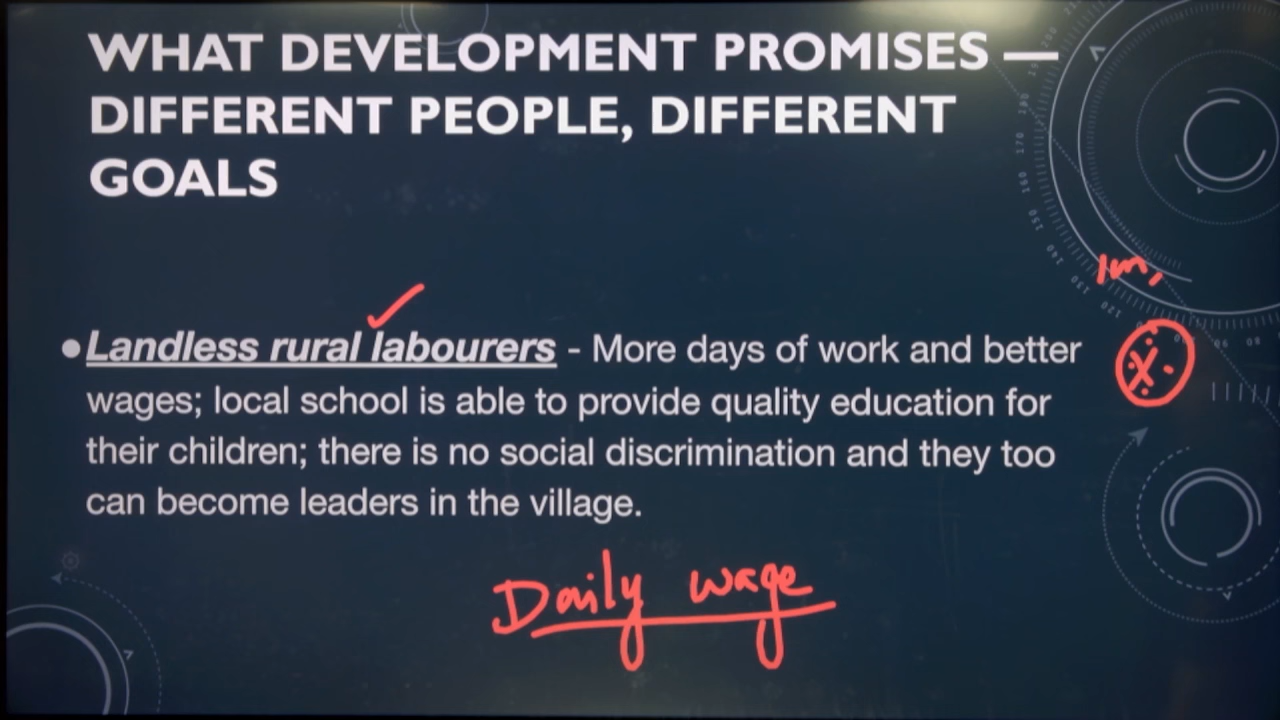 WHAT DEVELOPMENT PROMISES —
DIFFERENT PEOPLE, DIFFERENT
GOALS
1m,
•Landless rural labourers - More days of work and better
wages; local school is able to provide quality education for
their children; there is no social discrimination and they too
can become leaders in the village.
X
Daily wage